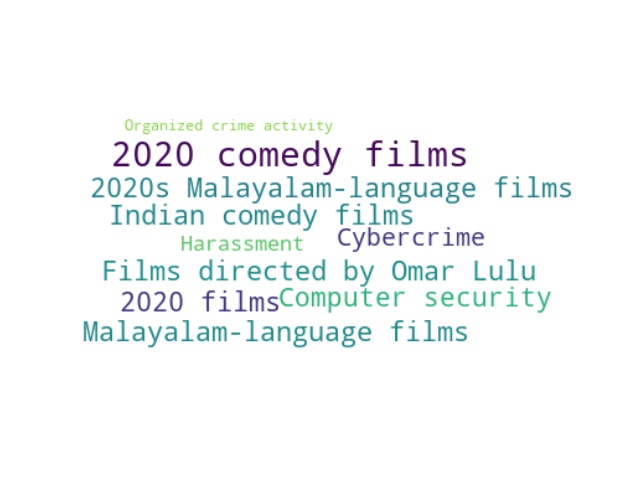 Organized crime activity
2020 comedy films
2020s Malayalam-language films
Indian comedy films
Harassment
Cybercrime
Films directed by Omar Lulu
2020 films
Computer security
Malayalam-language films